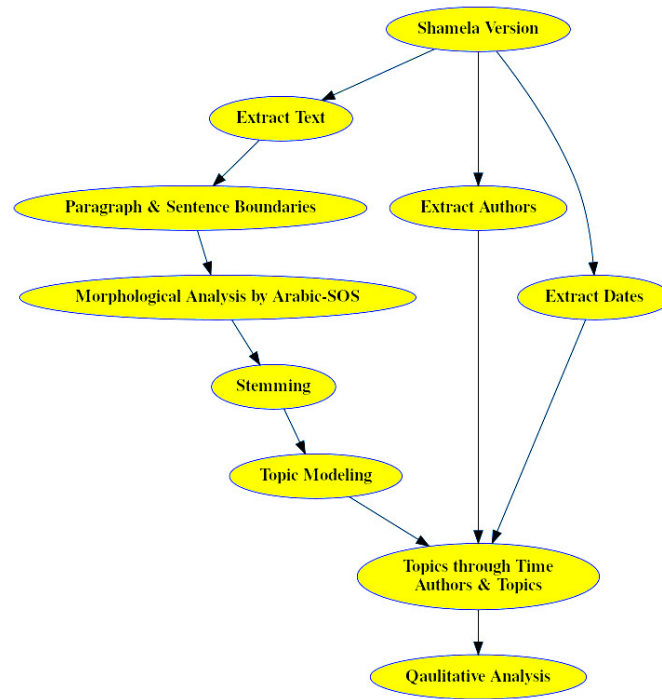 Shamela Version
Extract Text
Paragraph & Sentence Boundaries
Extract Authors
Morphological Analysis by Arabic-SOS
Extract Dates
Stemming
Topic Modeling
Topics through Time
Authors & Topics
Qaulitative Analysis